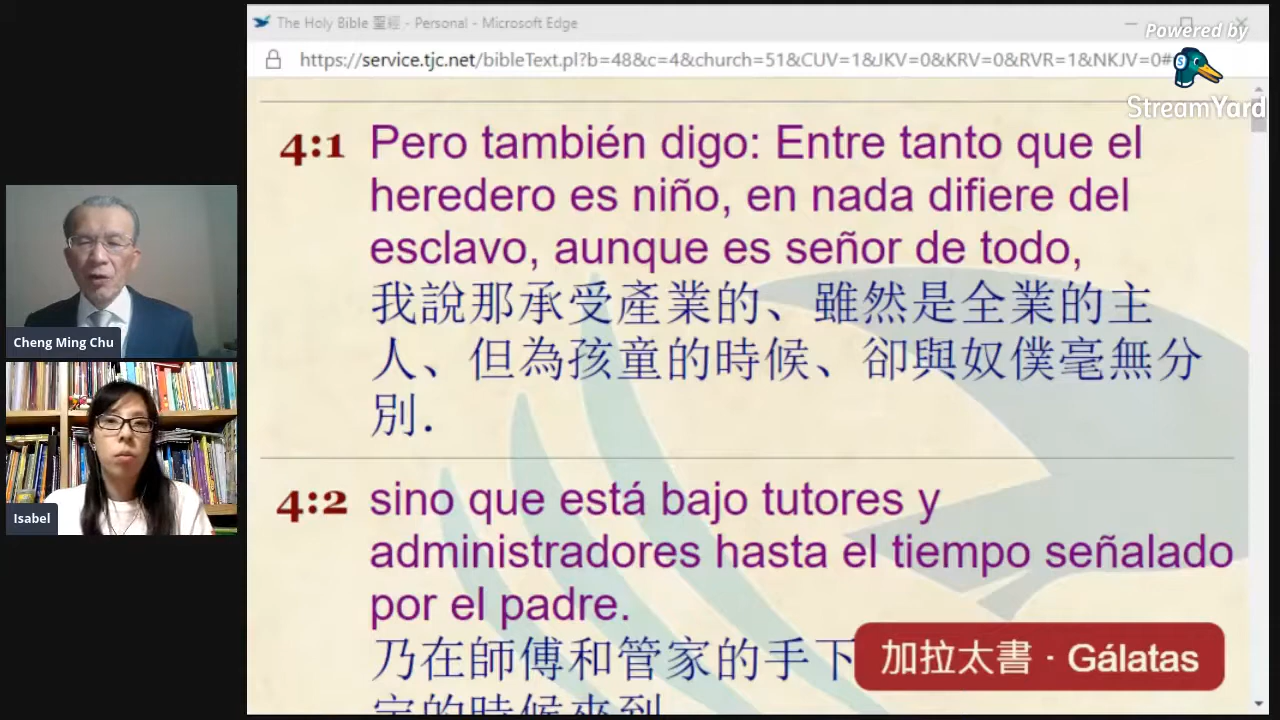 The Holy Bible 聖經 - Personal - Microsoft Edge
Powered by
https://service.tjc.net/bibleText.pl?b=48&c=4&church=51&CUV=1&JKV=0&KRV=0&RVR=1&NKJV=0#
StreamYard
4:1 Pero también digo: Entre tanto que el
heredero es niño, en nada difiere del
esclavo, aunque es señor de todo,
我說那承受產業的、雖然是全業的主
人、但為孩童的時候、卻與奴僕毫無分
別.
Cheng Ming Chu
4:2 sino que está bajo tutores y
administradores hasta el tiempo señalado
por el padre.
乃在師傅和管家的手下
的時候來到
Isabel
加拉太書 · Gálatas